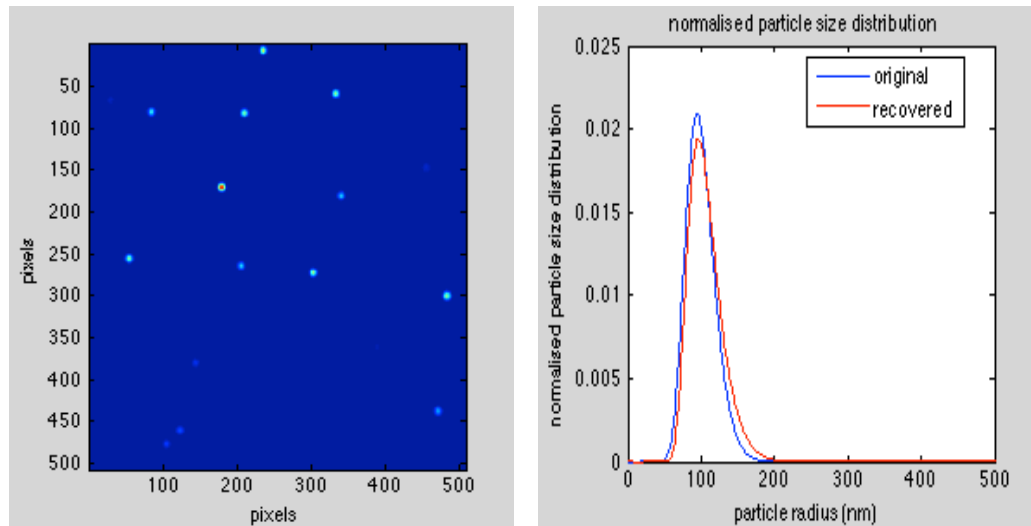 50
100
150
200
250
300
350
400
450
500
pixels
100 200 300 400 500
pixels
normalised particle size distribution
0.025
0.02
0.015
0.01
0.005
0
normalised particle size distribution
original
recovered
0 100 200 300 400 500
particle radius (nm)